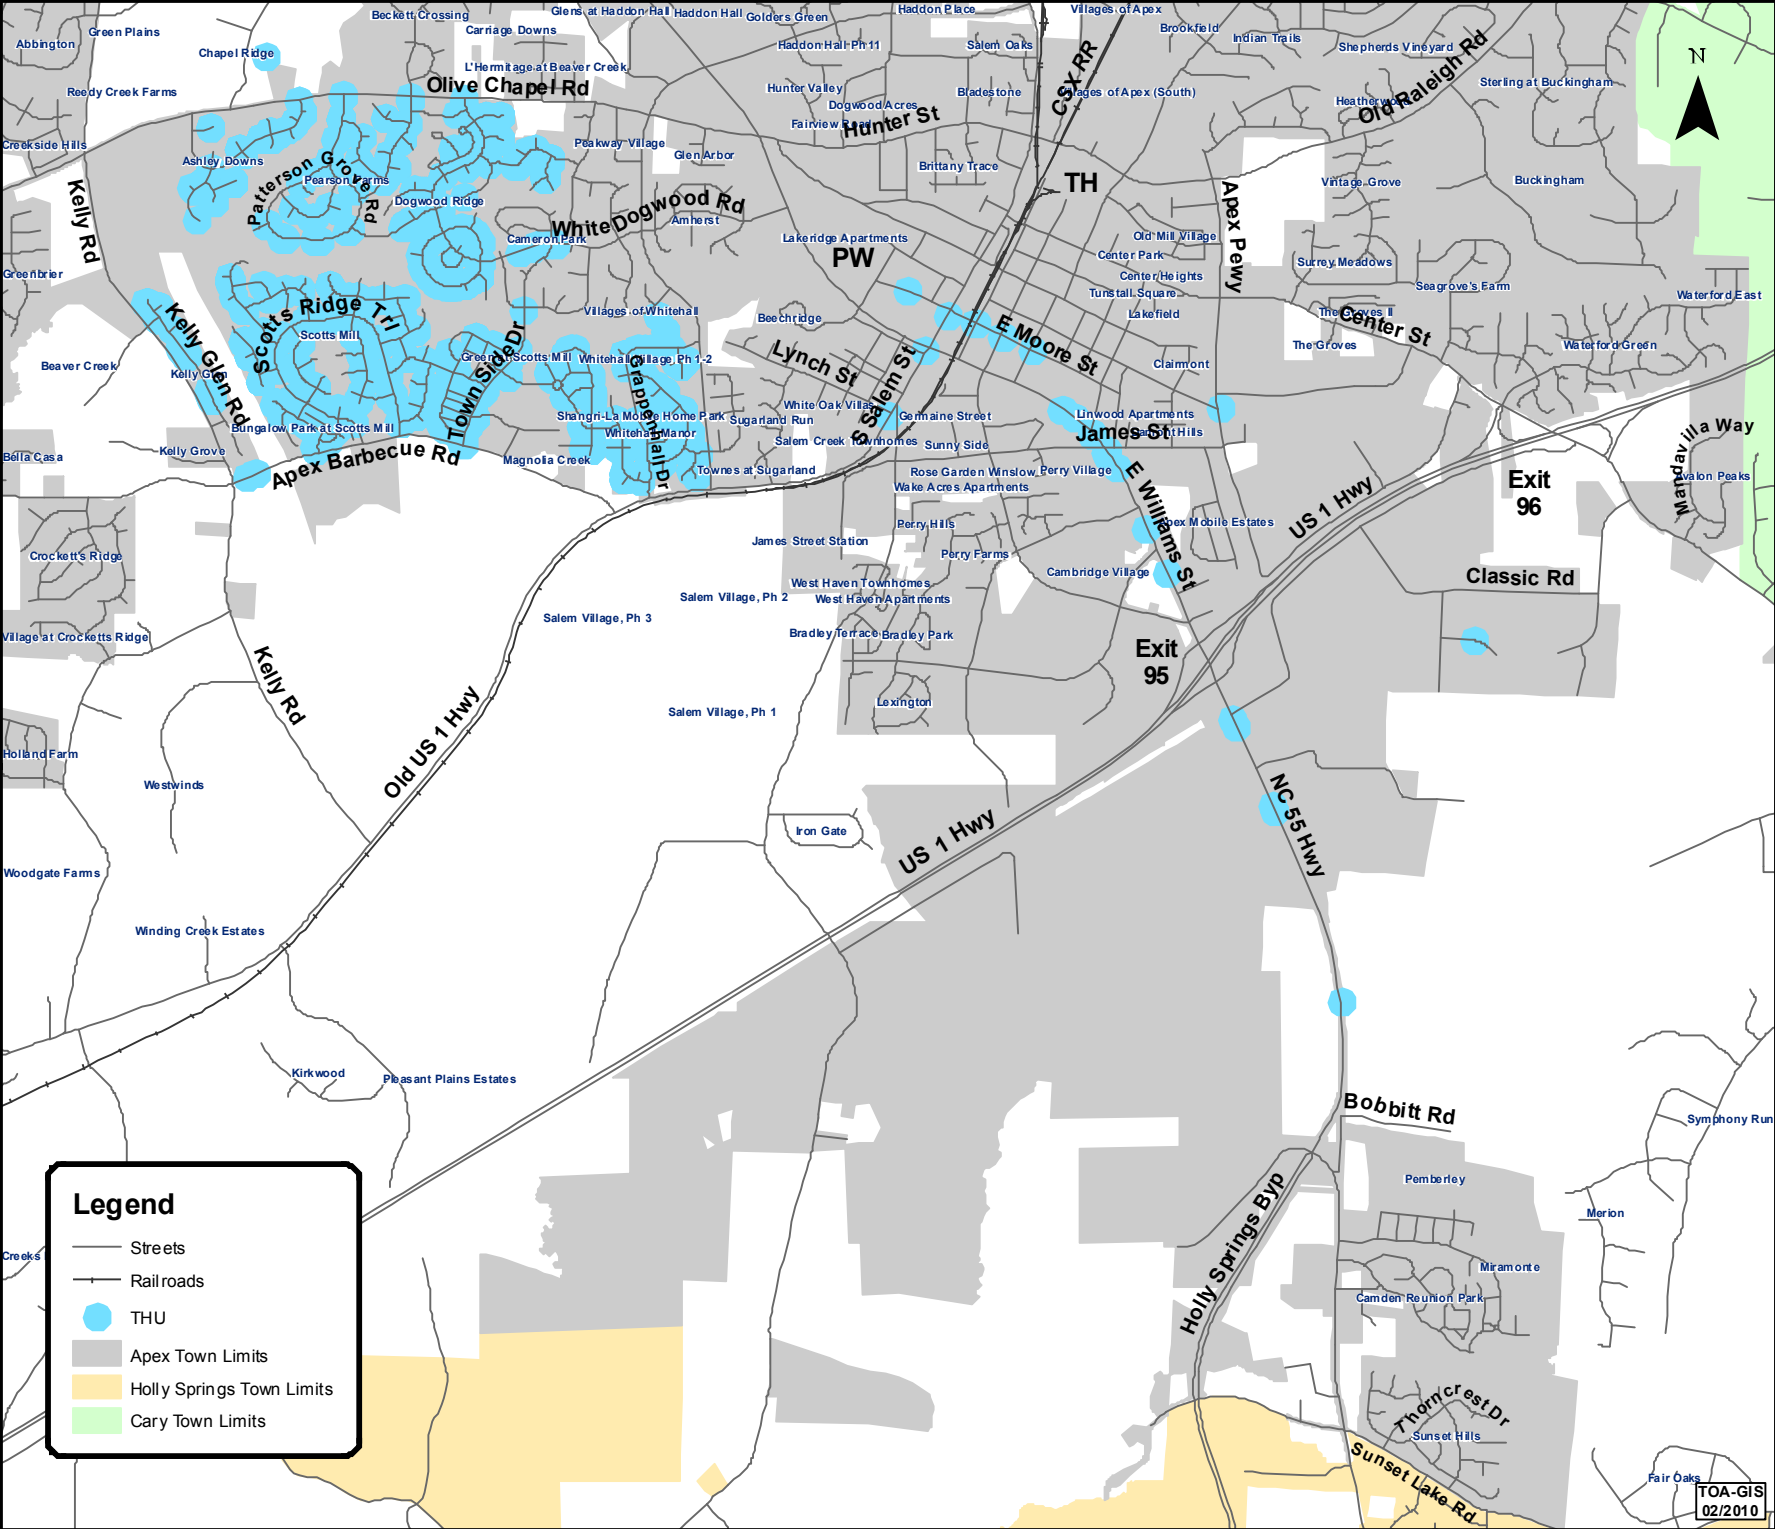 Glens at Haddon Hall
Haddon Hall
Golders Green
Haddon Place
Villages of Apex
Beckett Crossing
Green Plains
Carriage Downs
Brookfield
Indian Trails
Abbington
Chapel Ridge
Haddon Hall Ph 11
Salem Oaks
Shepherds Vineyard
Old Raleigh Rd
N
L'Hermitage at Beaver Creek
CSX RR
Sterling at Buckingham
Reedy Creek Farms
Olive Chapel Rd
Hunter Valley
Bladestone
Villages of Apex (South)
Dogwood Acres
Heatherwood
Fairview Road
Hunter St
Creekside Hills
Ashley Downs
Peakway Village
Glen Arbor
Brittany Trace
Patterson Grove Rd
Pearson Farms
TH
Vintage Grove
Buckingham
Kelly Rd
Dogwood Ridge
White Dogwood Rd
Amherst
Apex Pewy
Cameron Park
Lakeridge Apartments
Old Mill Village
PW
Center Park
Surrey Meadows
Greenbrier
Center Heights
Seagrove's Farm
Tunstall Square
Waterford East
Scotts Ridge Trl
Villages of Whitehall
Beechridge
Lakefield
The Groves II
Center St
Kelly Glen Rd
Scotts Mill
E Moore St
The Groves
Waterford Green
Town Side Dr
Lynch St
S Salem St
Beaver Creek
Kelly Glen
Whitehall Village, Ph 1-2
Clairmont
Grappenhall Dr
White Oak Villas
Shangri-La Mobile Home Park
Sugarland Run
Germaine Street
Linwood Apartments
Bungalow Park at Scotts Mill
Whitehall Manor
James St
Mandavilla Way
Salem Creek Townhomes
Sunny Side
Bella Casa
Kelly Grove
Apex Barbecue Rd
Magnolia Creek
Townes at Sugarland
Rose Garden Winslow
Perry Village
Wake Acres Apartments
E Williams St
US 1 Hwy
Exit
96
Avalon Peaks
Perry Hills
Apex Mobile Estates
Crockett's Ridge
James Street Station
Perry Farms
Cambridge Village
Classic Rd
West Haven Townhomes
Salem Village, Ph 2
West Haven Apartments
Salem Village, Ph 3
Village at Crocketts Ridge
Bradley Terrace
Bradley Park
Exit
95
Kelly Rd
Old US 1 Hwy
Lexington
Salem Village, Ph 1
Holland Farm
Westwinds
NC 55 Hwy
Iron Gate
US 1 Hwy
Woodgate Farms
Winding Creek Estates
Kirkwood
Pleasant Plains Estates
Bobbitt Rd
Symphony Run
Pemberley
Holly Springs Byp
Merion
Creeks
Miramonte
Camden Reunion Park
Thorncrest Dr
Sunset Hills
Sunset Lake Rd
Fair Oaks
Legend
Streets
Railroads
THU
Apex Town Limits
Holly Springs Town Limits
Cary Town Limits
TOA-GIS
02/2010